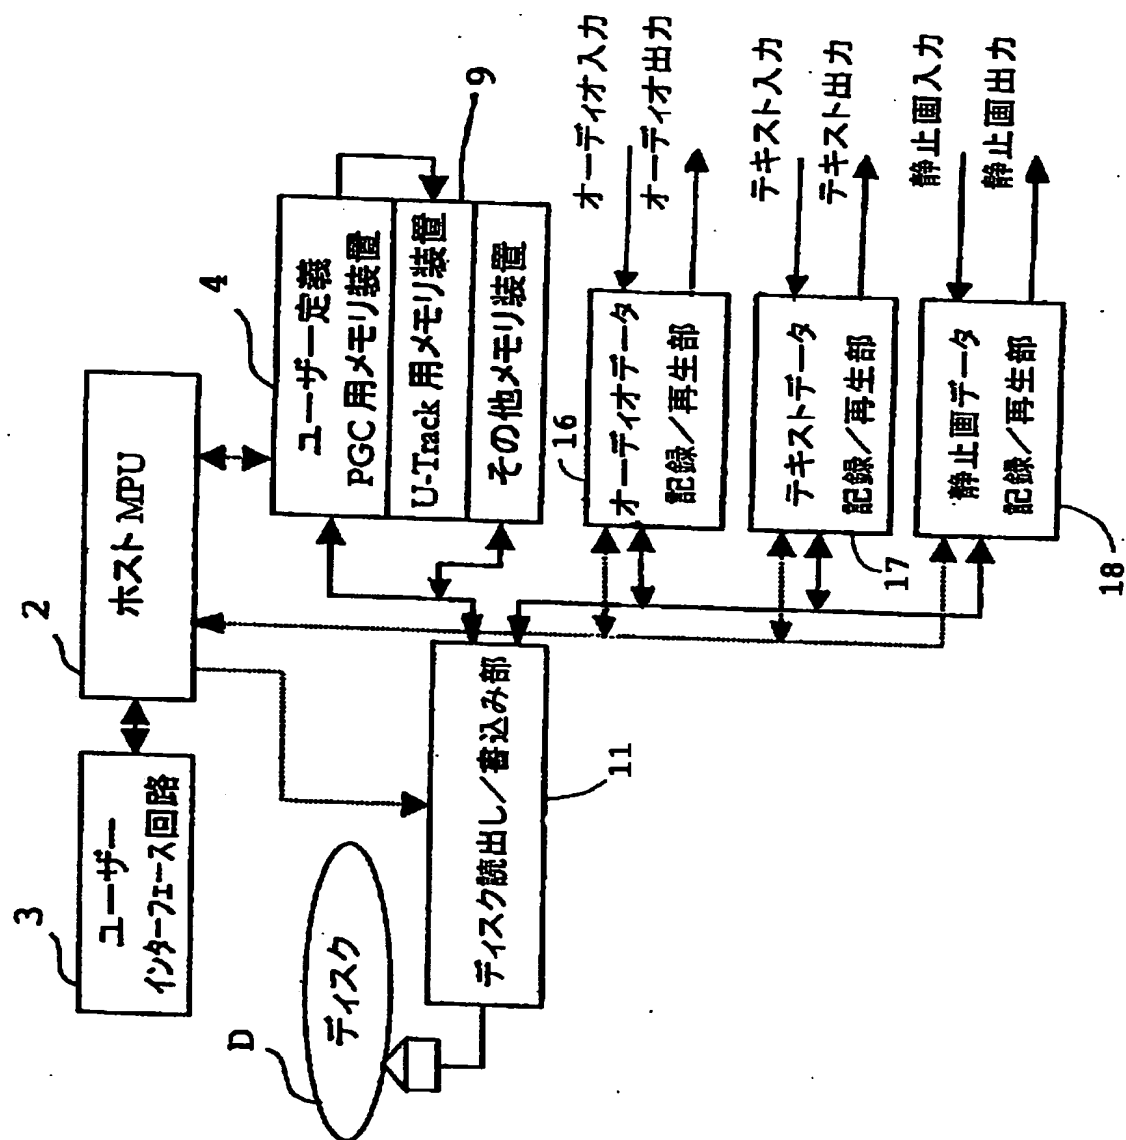 3
ユーザー
インターフェース回路
2
ホスト MPU
4
ユーザー定義
PGC 用メモリ装置
U-Track 用メモリ装置
その他メモリ装置
9
D
ディスク
ディスク読出し／書込み部
11
16
オーディオデータ
記録／再生部
オーディオ入力
オーディオ出力
テキストデータ
記録／再生部
17
テキスト入力
テキスト出力
静止画データ
記録／再生部
18
静止画入力
静止画出力